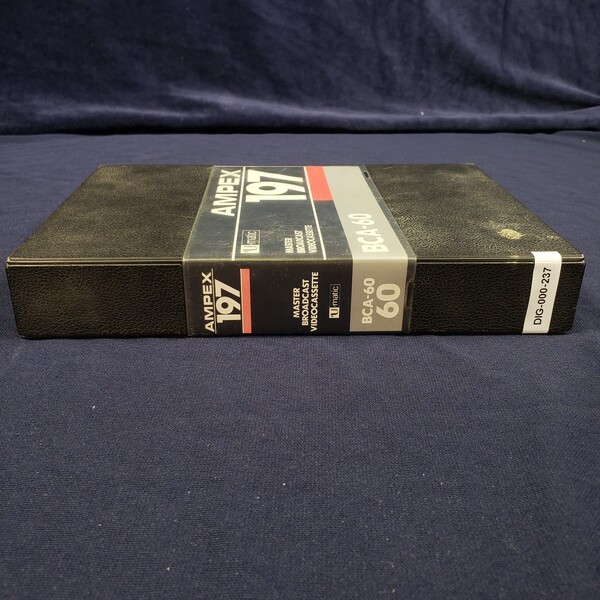 AMPEX
197
U-matic
MASTER
BROADCAST
VIDEOCASSETTE
BCA-60
AMPEX
197
MASTER
BROADCAST
VIDEOCASSETTE
U-matic
BCA-60
60
DIG-000-237